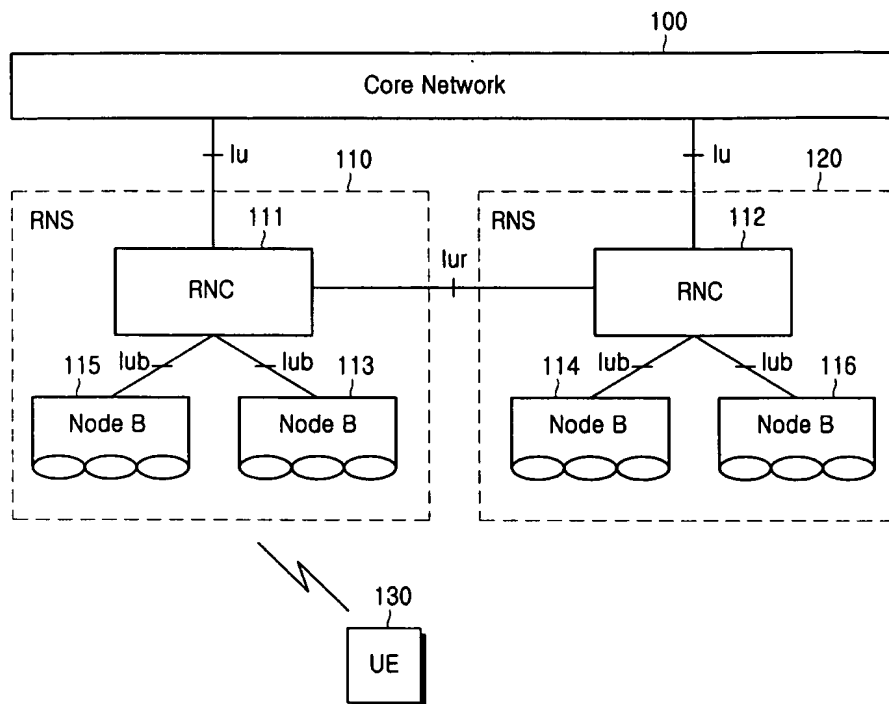 100
Core Network
Iu
110
Iu
120
RNS
111
RNC
Iur
RNS
112
RNC
115
Iub
Iub
113
114
Iub
Iub
116
Node B
Node B
Node B
Node B
130
UE